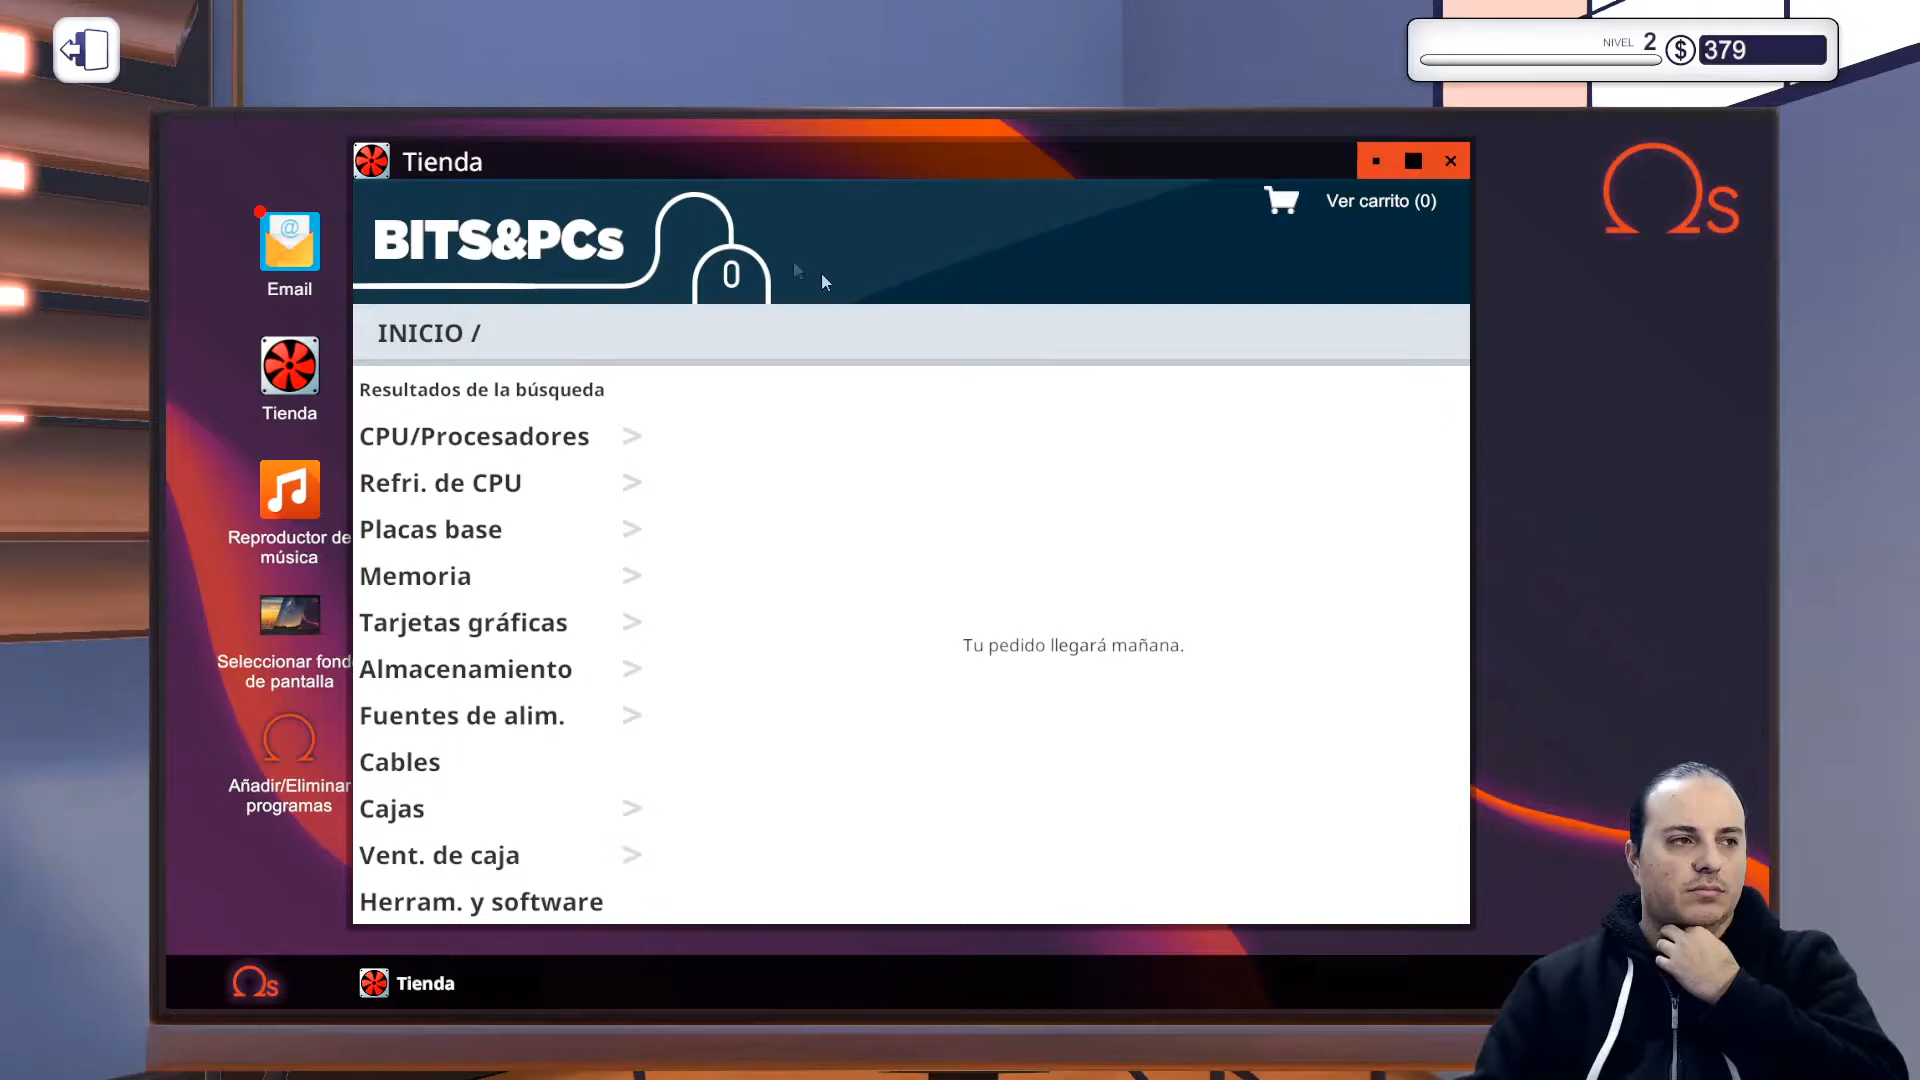 NIVEL 2 $ 379
Tienda
BITS&PCs
Ver carrito (0)
Ωs
@
Email
INICIO /
Tienda
Resultados de la búsqueda
CPU/Procesadores >
Refri. de CPU >
Placas base >
Reproductor de
música
Memoria >
Tarjetas gráficas >
Tu pedido llegará mañana.
Seleccionar fond
de pantalla
Almacenamiento >
Fuentes de alim. >
Cables
Añadir/Eliminar
programas
Cajas >
Vent. de caja >
Herram. y software
Ωs
Tienda